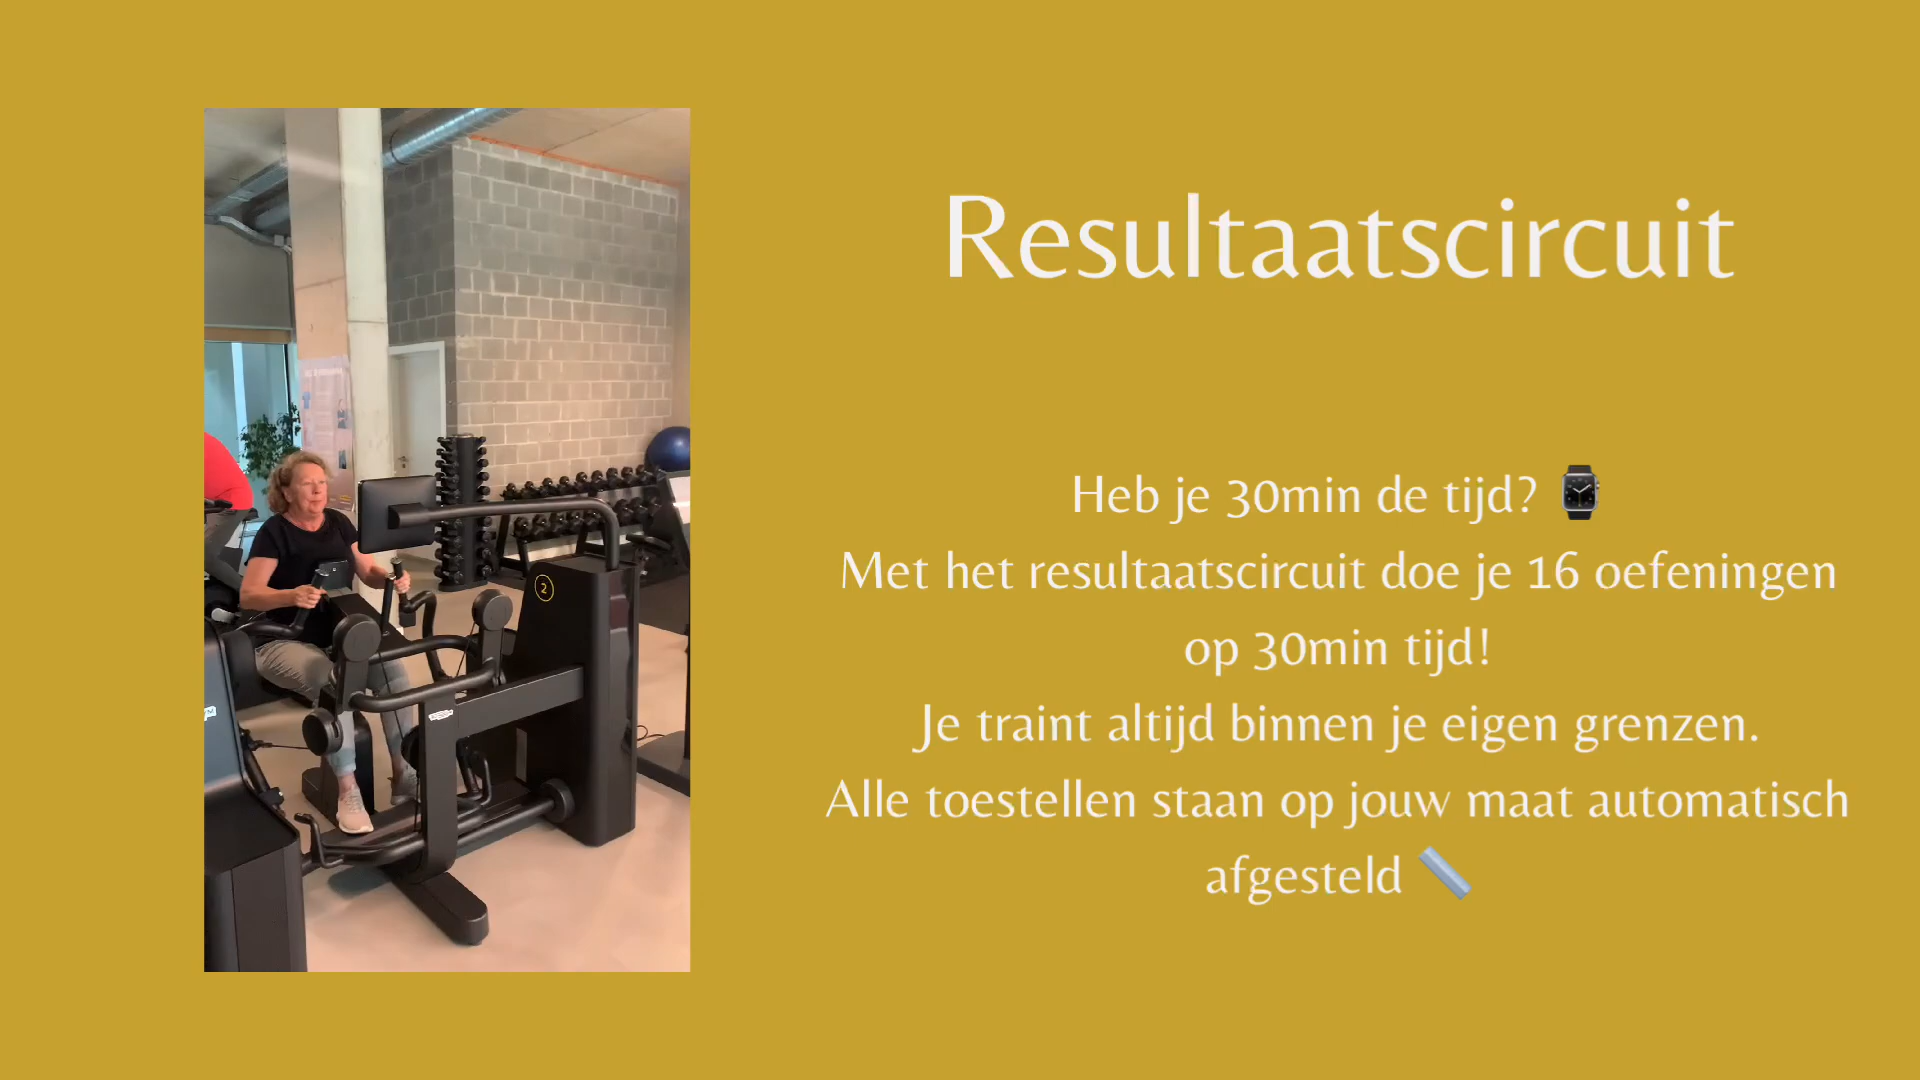 Resultaatscircuit
Heb je 30min de tijd? ⌚
Met het resultaatscircuit doe je 16 oefeningen
op 30min tijd!
Je traint altijd binnen je eigen grenzen.
Alle toestellen staan op jouw maat automatisch
afgesteld 📏
2